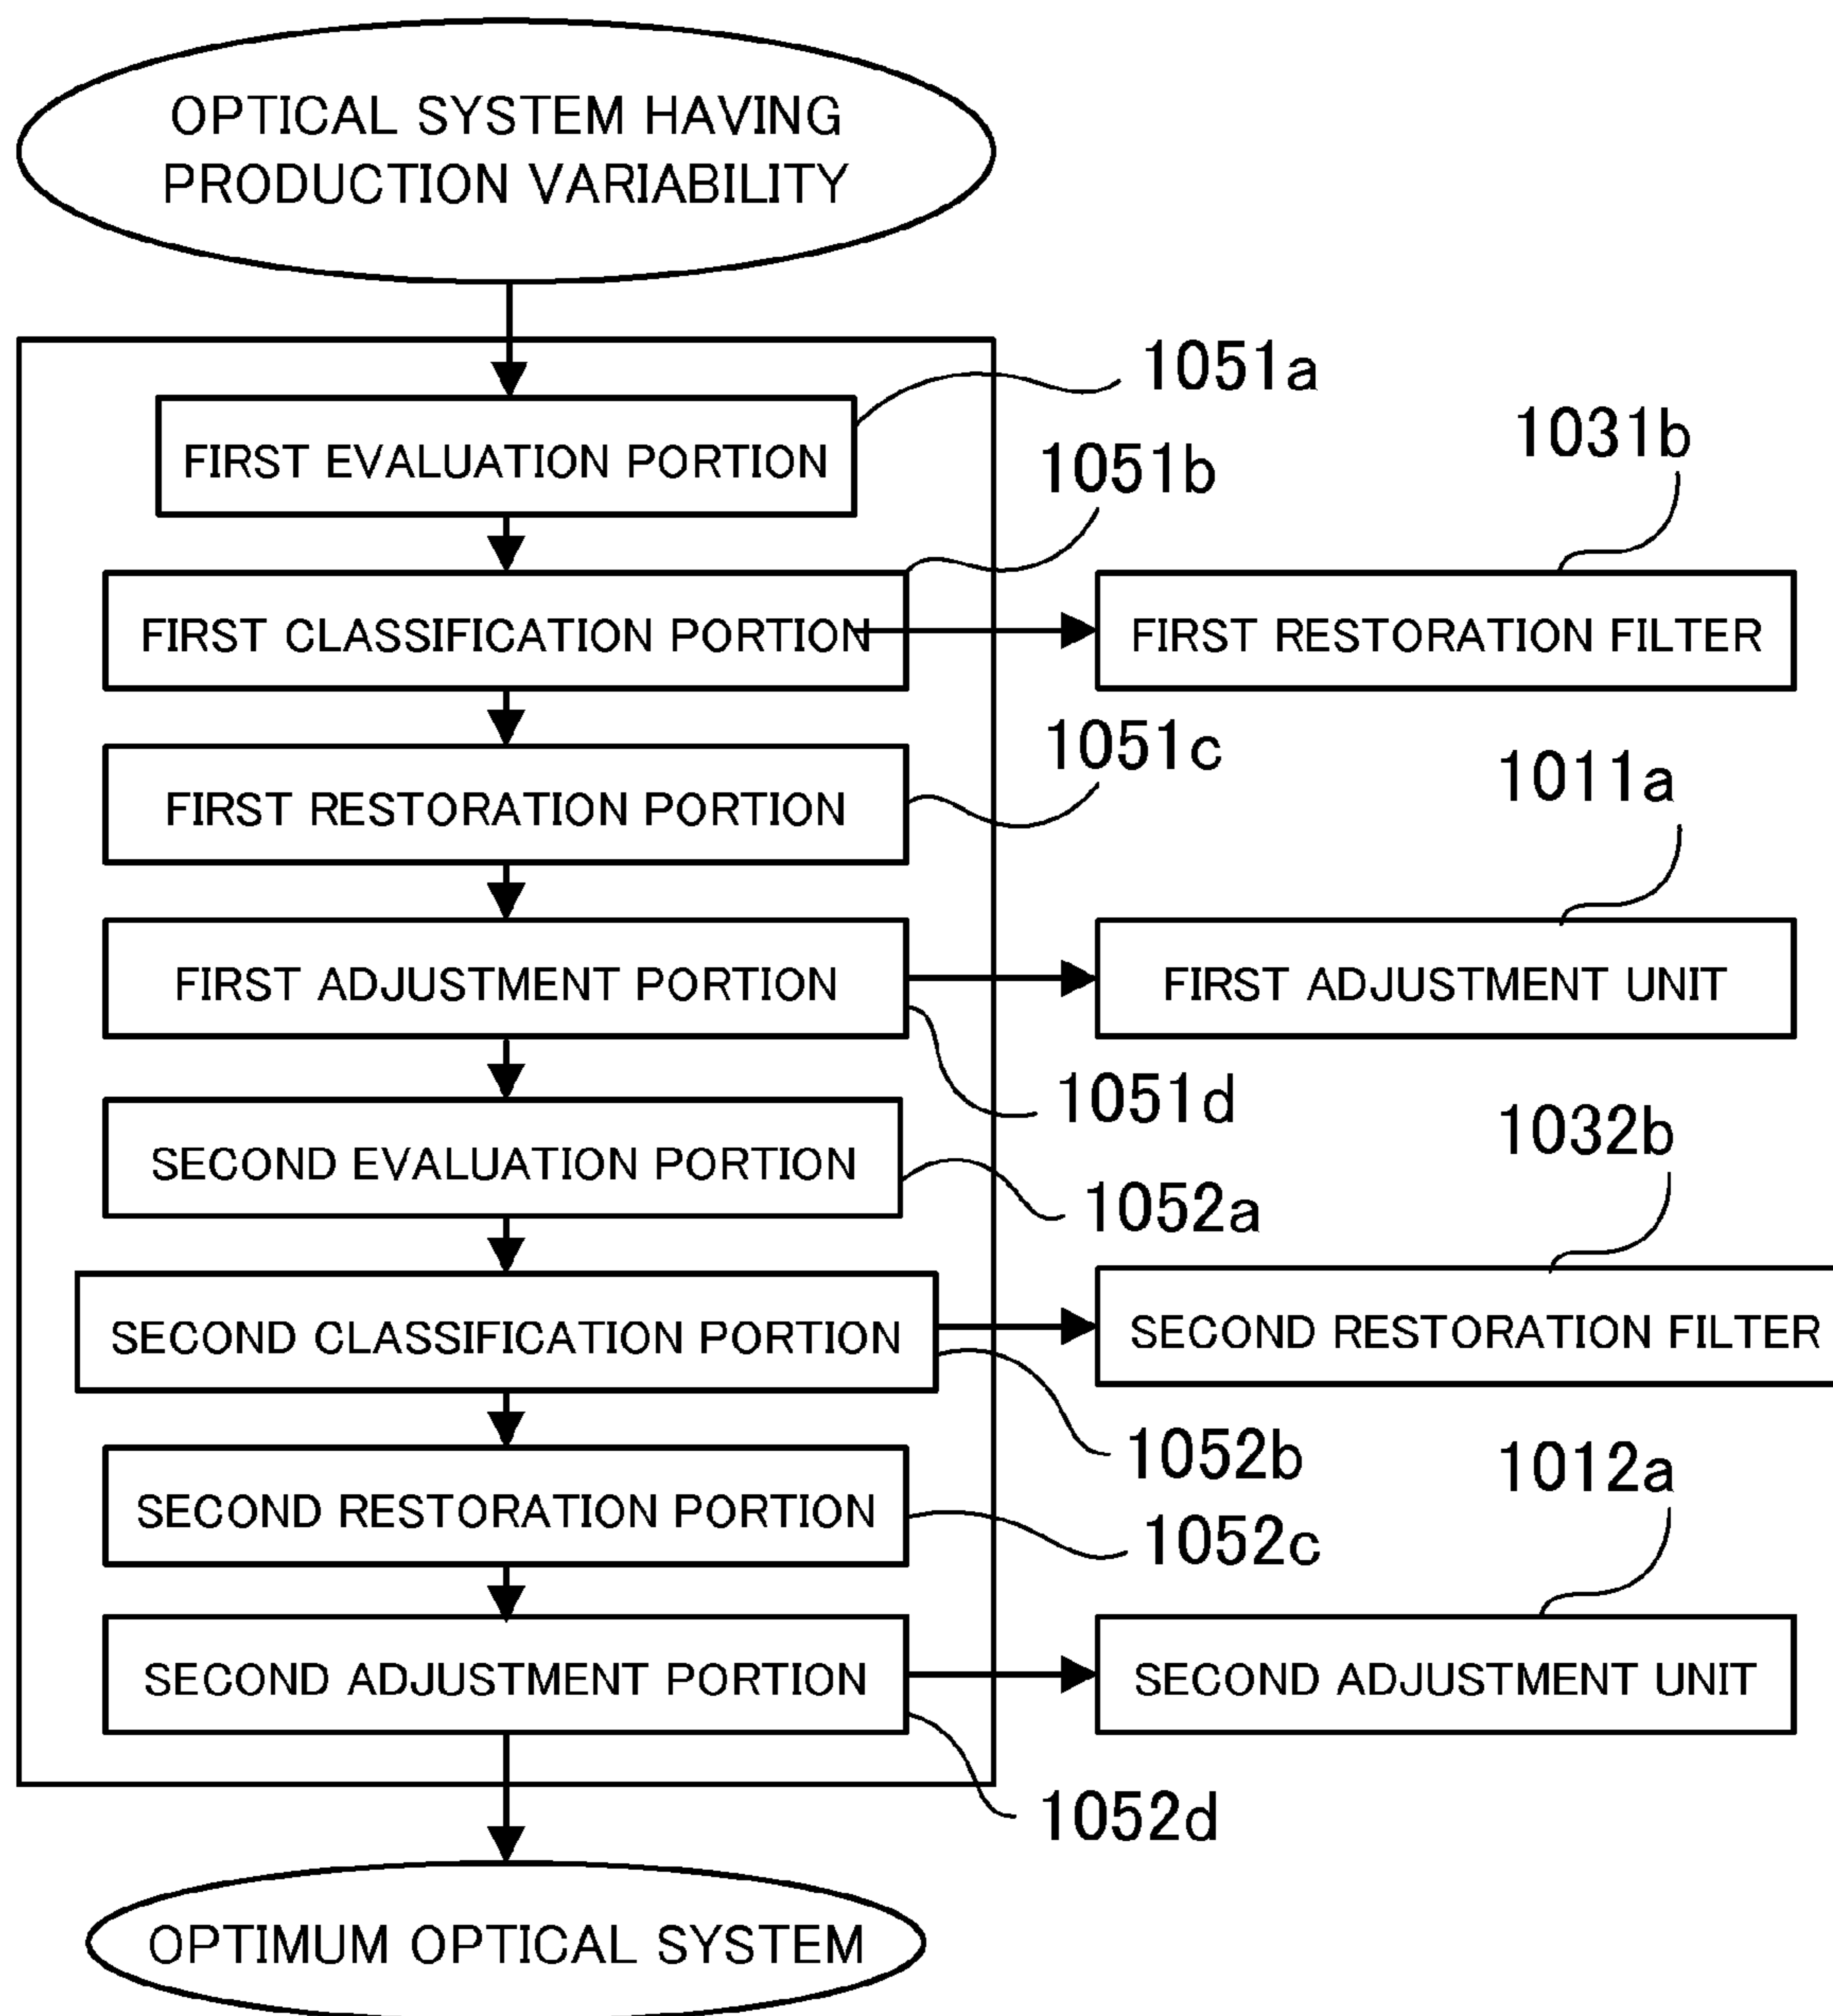 OPTICAL SYSTEM HAVING
PRODUCTION VARIABILITY
1051a
FIRST EVALUATION PORTION
1051b
1031b
FIRST CLASSIFICATION PORTION
FIRST RESTORATION FILTER
1051c
FIRST RESTORATION PORTION
1011a
FIRST ADJUSTMENT PORTION
FIRST ADJUSTMENT UNIT
1051d
SECOND EVALUATION PORTION
1052a
1032b
SECOND CLASSIFICATION PORTION
SECOND RESTORATION FILTER
1052b
SECOND RESTORATION PORTION
1052c
1012a
SECOND ADJUSTMENT PORTION
SECOND ADJUSTMENT UNIT
1052d
OPTIMUM OPTICAL SYSTEM